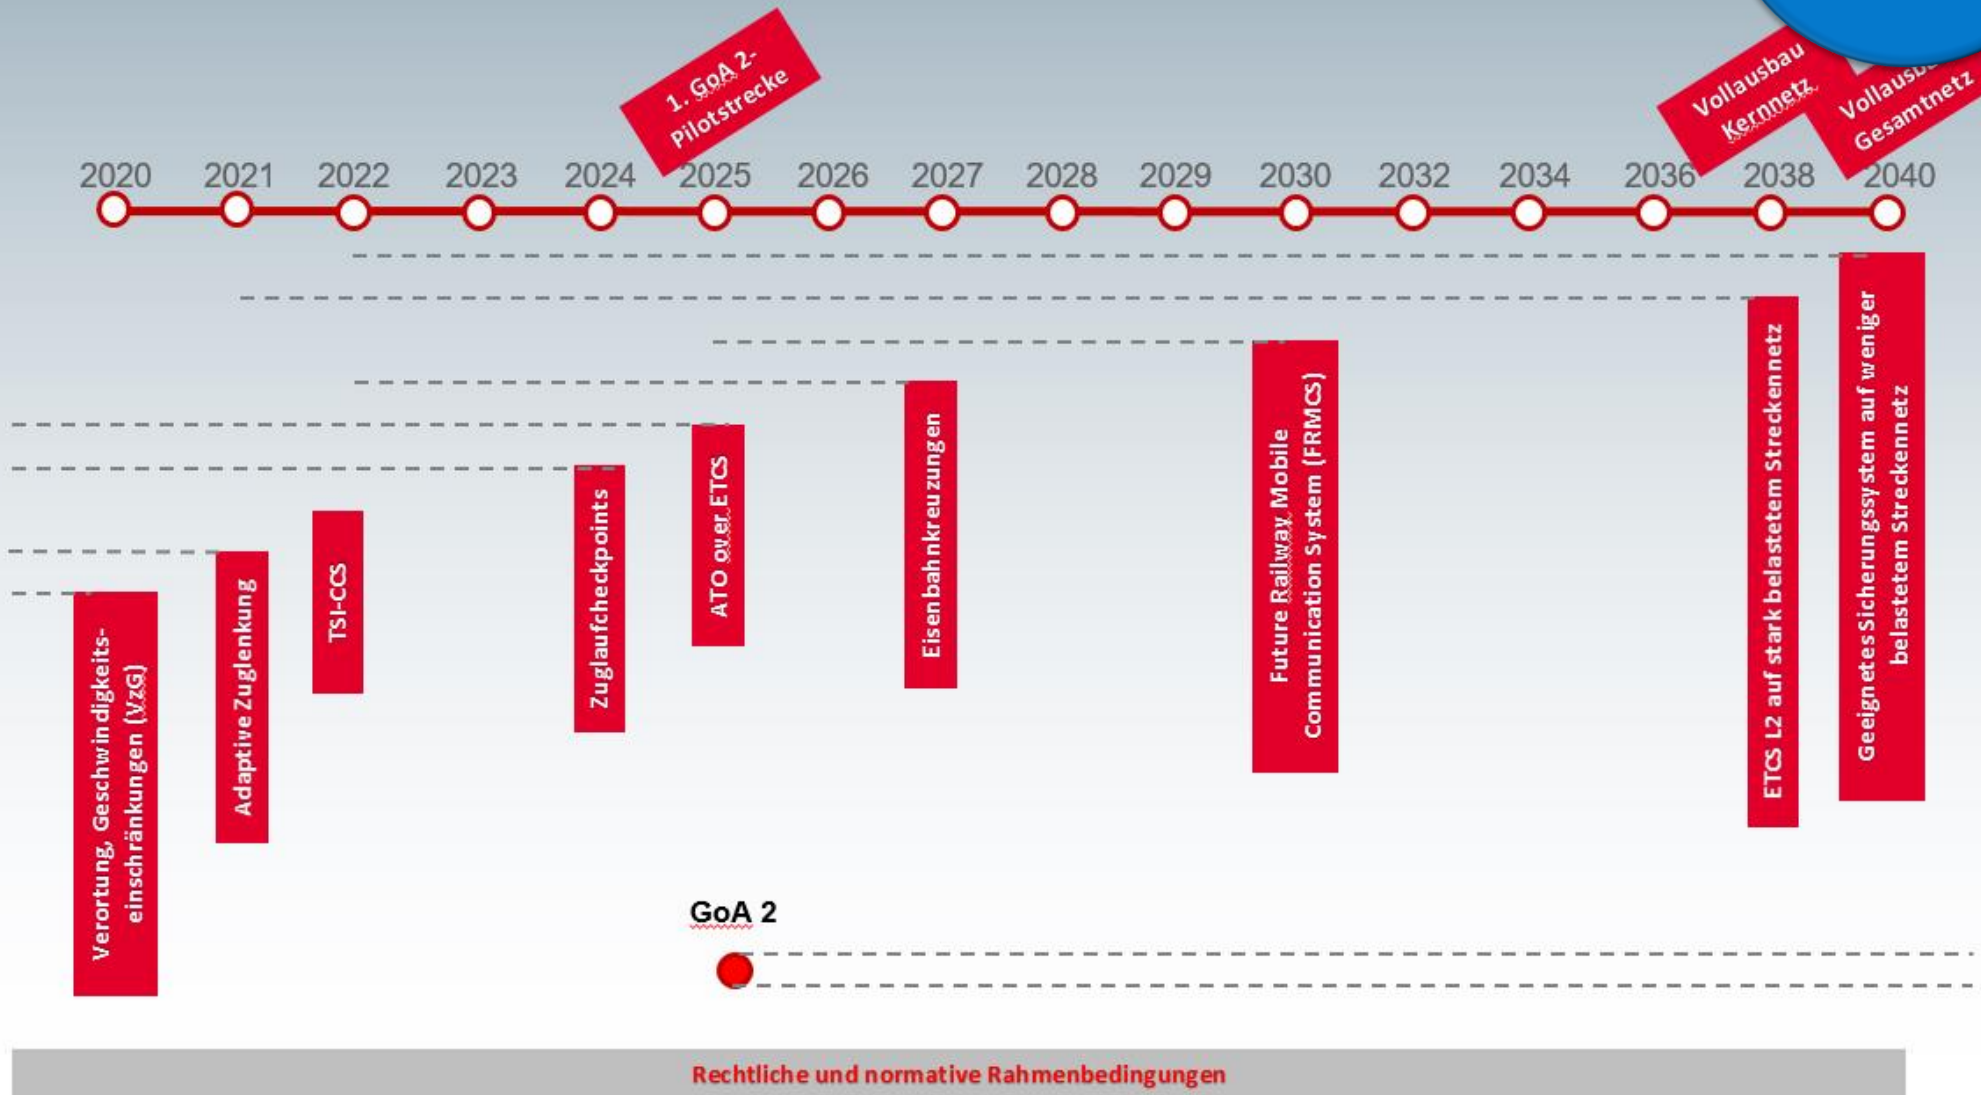 1. GoA 2-
Pilotstrecke
Vollausbau
Kernnetz
Gesamtnetz
2020 2021 2022 2023 2024 2025 2026 2027 2028 2029 2030 2032 2034 2036 2038 2040
Verortung, Geschwindigkeits-
einschränkungen (VzG)
Adaptive Zuglenkung
TSI-CCS
Zuglaufcheckpoints
ATO over ETCS
Eisenbahnkreuzungen
Future Railway Mobile
Communication System (FRMCS)
ETCS L2 auf stark belastetem Streckennetz
Geeignetes Sicherungssystem auf weniger
belastetem Streckennetz
GoA 2
Rechtliche und normative Rahmenbedingungen